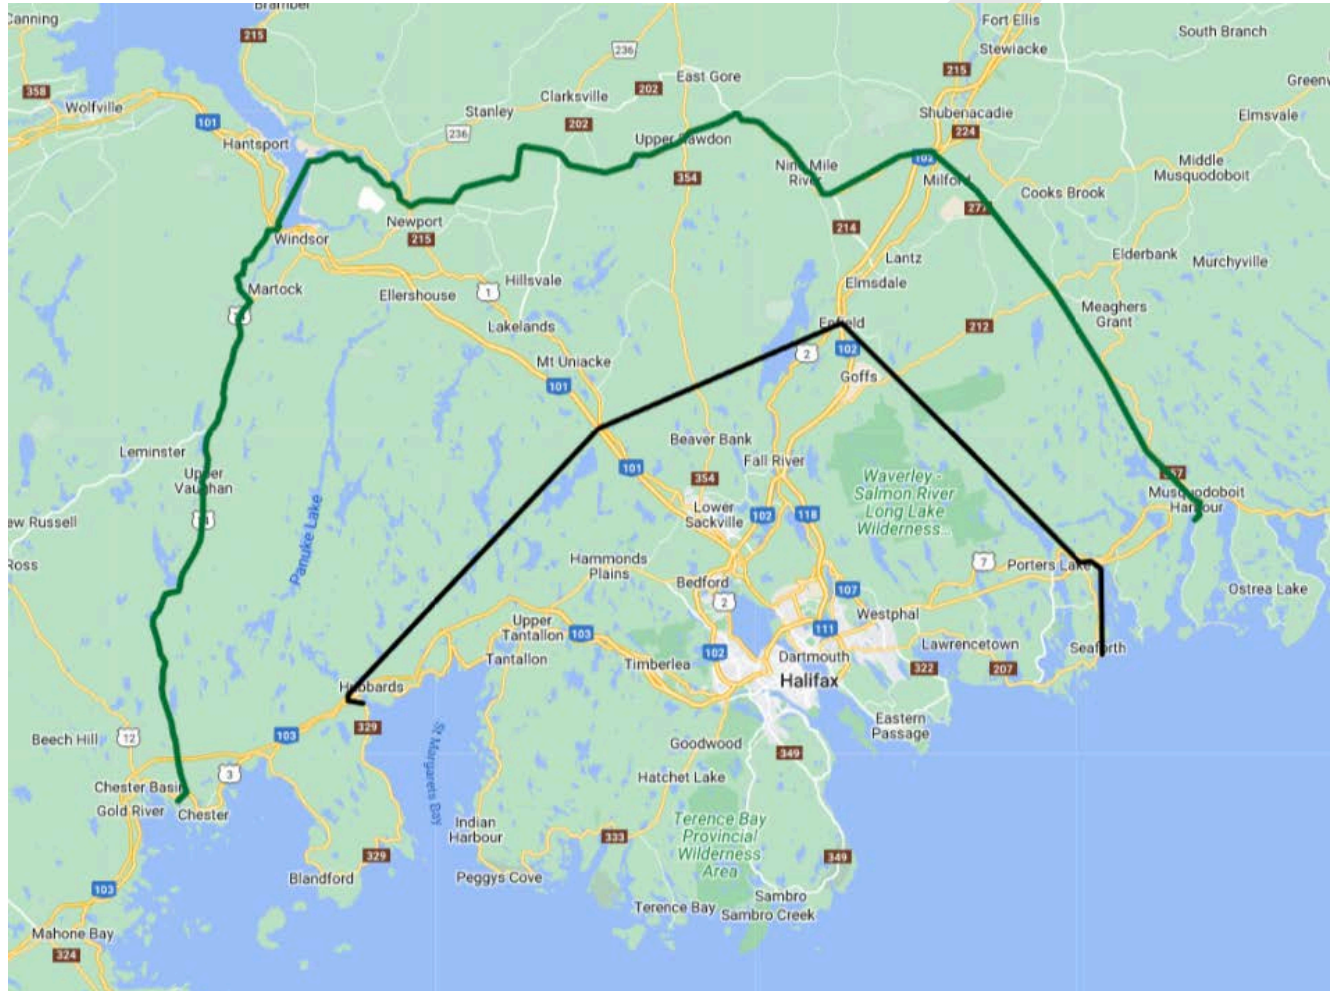 Canning
Bramber
215
236
Fort Ellis
South Branch
Stewiacke
358
Wolfville
101
Stanley
Clarksville
202
East Gore
215
Shubenacadie
224
Elmsvale
Hantsport
236
202
Upper Rawdon
354
Nine Mile
River
102
Milford
Middle
Musquodoboit
Cooks Brook
277
Newport
215
Windsor
214
Lantz
Elmsdale
Elderbank
Murchyville
Martock
Ellershouse
1
Hillsvale
Lakelands
Meaghers
Grant
212
Enfield
2
102
Goffs
Mt Uniacke
101
Leminster
Upper
Vaughan
Beaver Bank
Fall River
101
354
Lower
Sackville
102
118
Waverley -
Salmon River
Long Lake
Wilderness...
Musquodoboit
Harbour
New Russell
Ross
Panuke Lake
Hammonds
Plains
Bedford
2
107
7
Porters Lake
Ostrea Lake
Upper
Tantallon
103
Tantallon
Timberlea
102
111
Westphal
Dartmouth
Halifax
Lawrencetown
322
207
Seaforth
Hubbards
329
103
St Margarets Bay
Eastern
Passage
Beech Hill
12
3
Goodwood
349
Hatchet Lake
Chester Basin
Gold River
Chester
Indian
Harbour
333
Terence Bay
Provincial
Wilderness
Area
329
349
Blandford
Peggys Cove
103
Terence Bay
Sambro
Sambro Creek
Mahone Bay
324